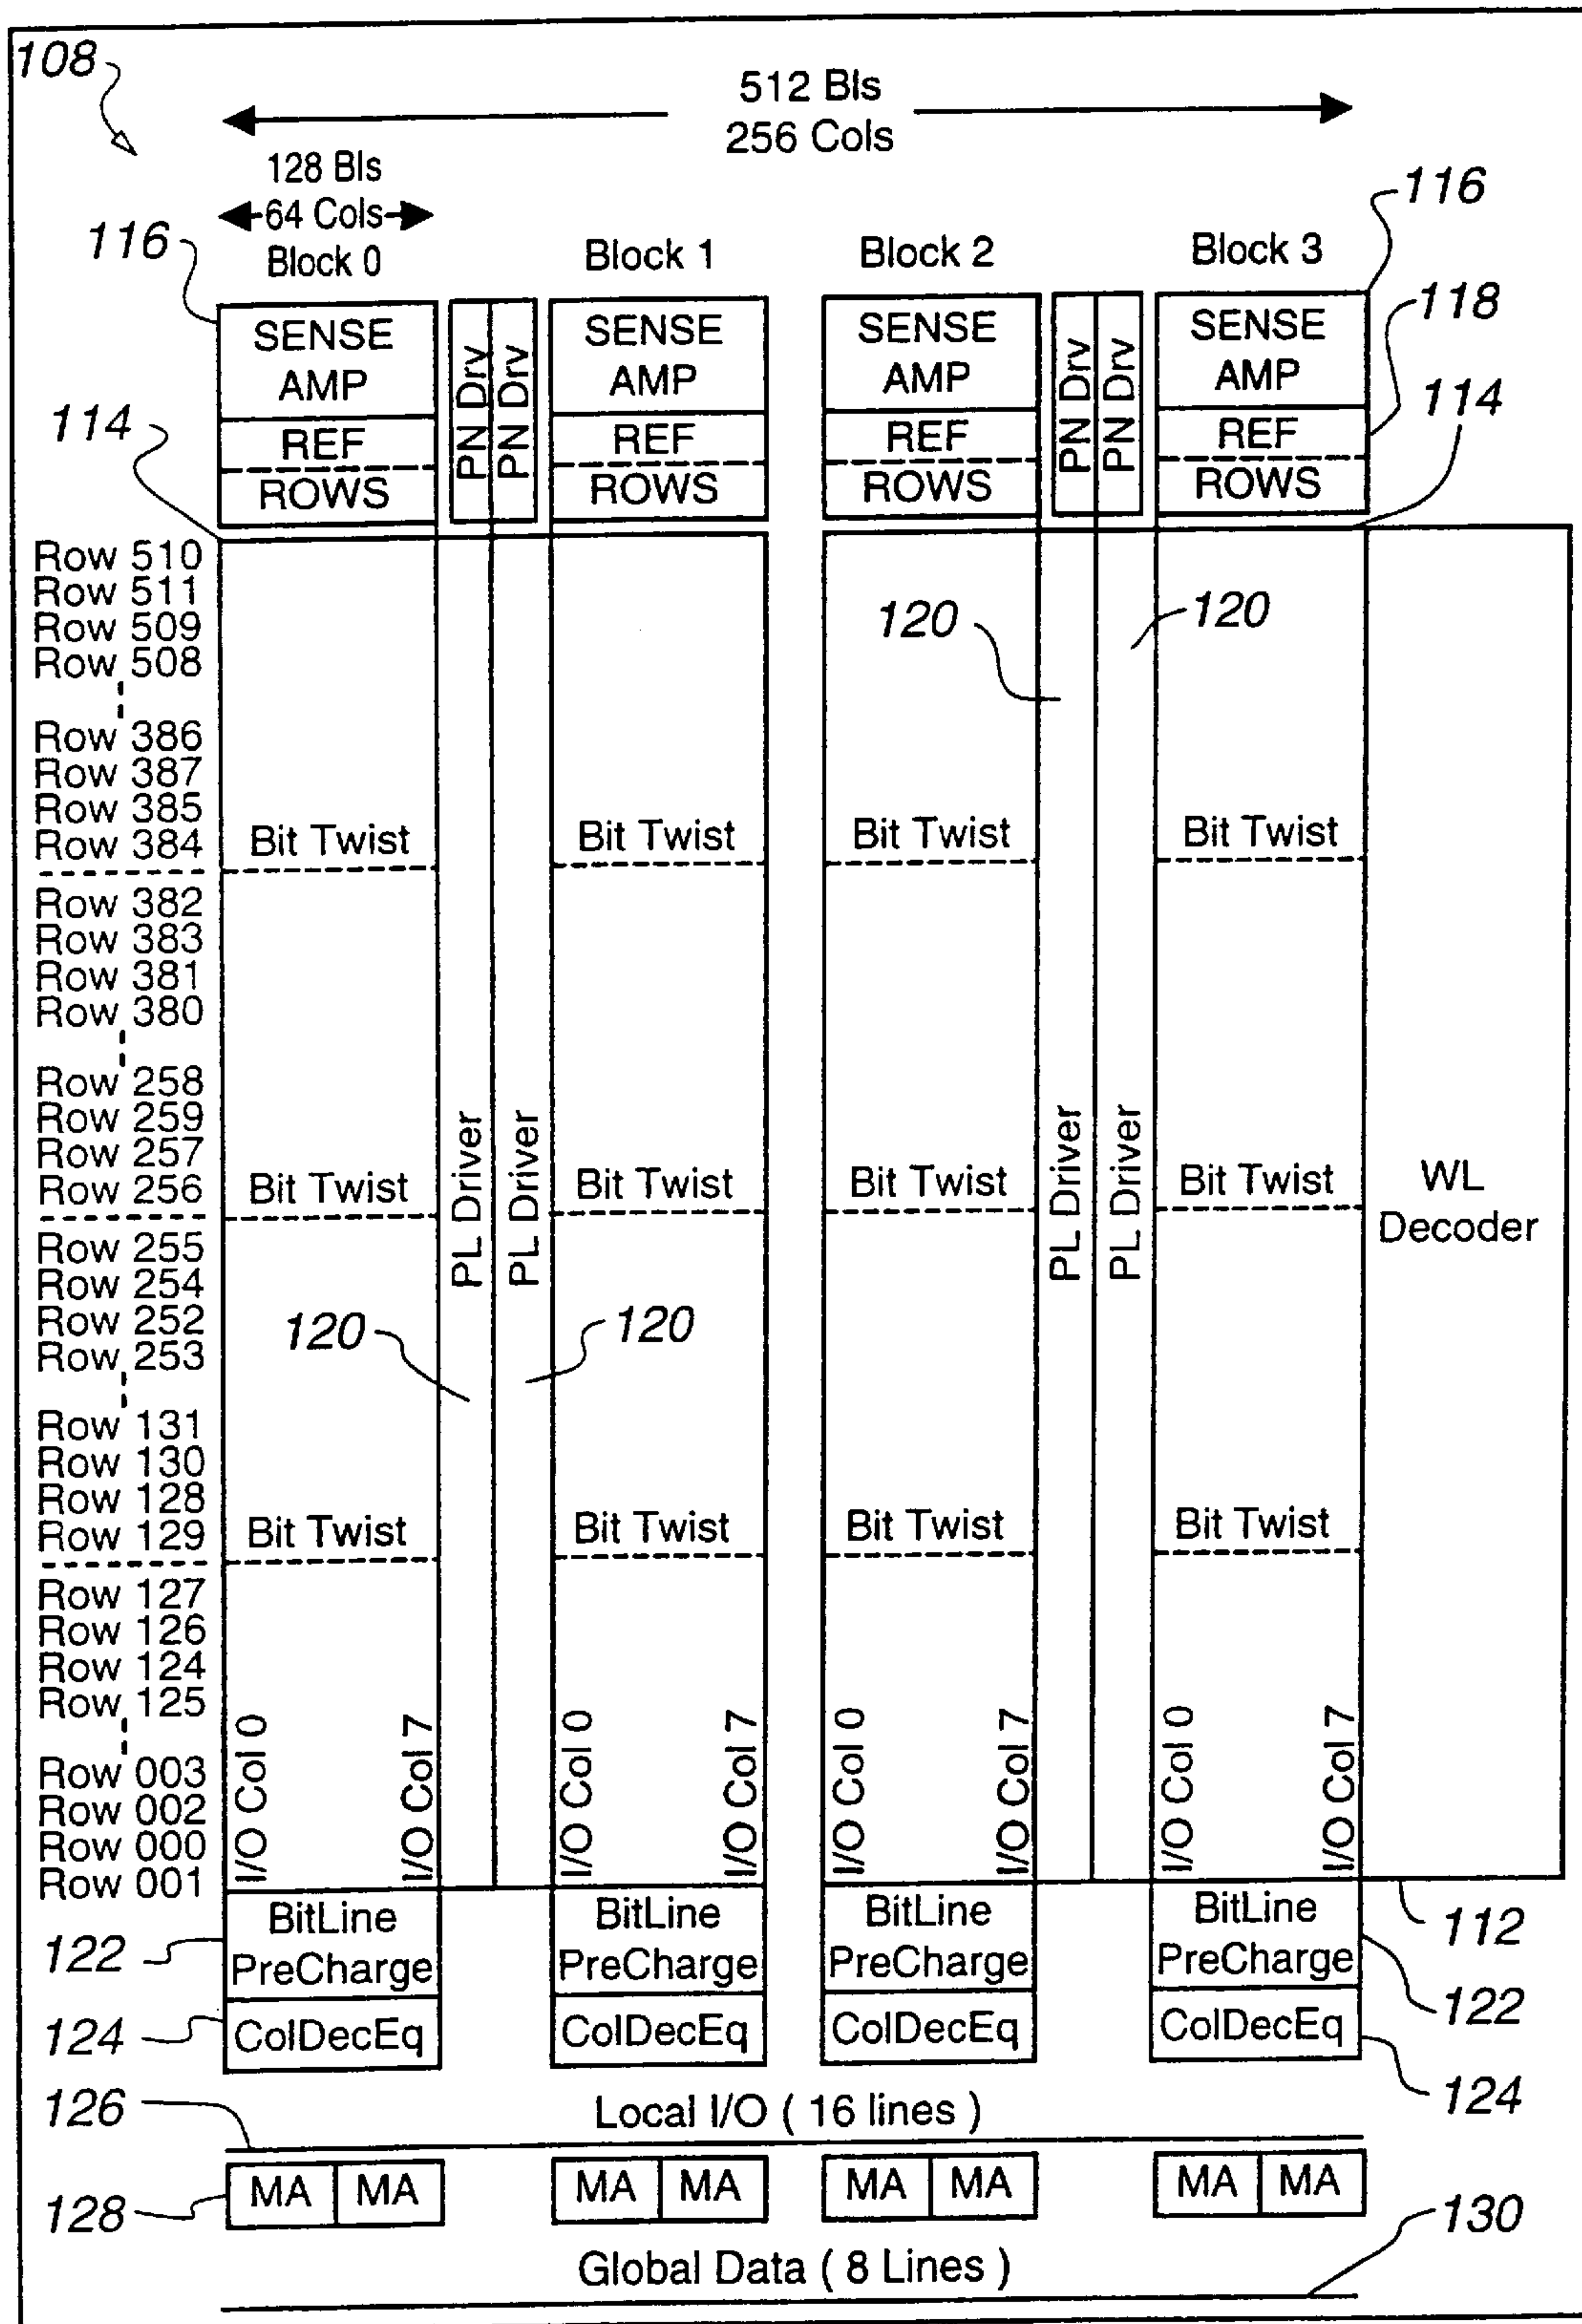 108
512 Bls
256 Cols
128 Bls
64 Cols
116
116
Block 0
Block 1
Block 2
Block 3
118
SENSE
AMP
REF
ROWS
PN Drv
PN Drv
SENSE
AMP
REF
ROWS
SENSE
AMP
REF
ROWS
PN Drv
PN Drv
SENSE
AMP
REF
ROWS
114
114
Row 510
Row 511
Row 509
Row 508
Row 386
Row 387
Row 385
Row 384
Row 382
Row 383
Row 381
Row 380
Row 258
Row 259
Row 257
Row 256
Row 255
Row 254
Row 252
Row 253
Row 131
Row 130
Row 128
Row 129
Row 127
Row 126
Row 124
Row 125
Row 003
Row 002
Row 000
Row 001
120
120
Bit Twist
Bit Twist
Bit Twist
Bit Twist
Bit Twist
Bit Twist
Bit Twist
Bit Twist
PL Driver
PL Driver
PL Driver
PL Driver
WL
Decoder
120
120
Bit Twist
Bit Twist
Bit Twist
Bit Twist
I/O Col 0
I/O Col 7
I/O Col 0
I/O Col 7
I/O Col 0
I/O Col 7
I/O Col 0
I/O Col 7
BitLine
PreCharge
BitLine
PreCharge
BitLine
PreCharge
BitLine
PreCharge
112
122
122
124
ColDecEq
ColDecEq
ColDecEq
ColDecEq
124
126
Local I/O ( 16 lines )
128
MA MA
MA MA
MA MA
MA MA
130
Global Data ( 8 Lines )